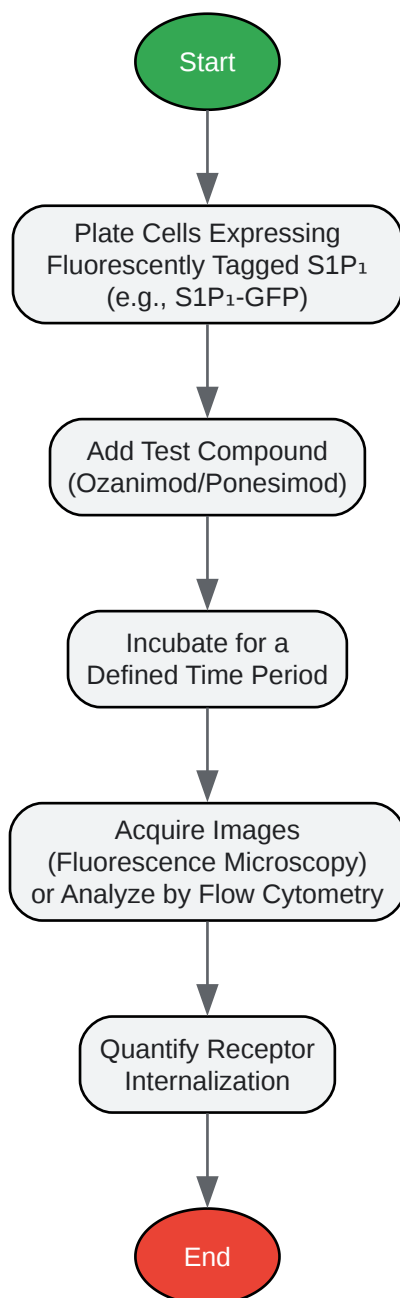 Start
Plate Cells Expressing
Fluorescently Tagged S1P₁
(e.g., S1P₁-GFP)
Add Test Compound
(Ozanimod/Ponesimod)
Incubate for a
Defined Time Period
Acquire Images
(Fluorescence Microscopy)
or Analyze by Flow Cytometry
Quantify Receptor
Internalization
End